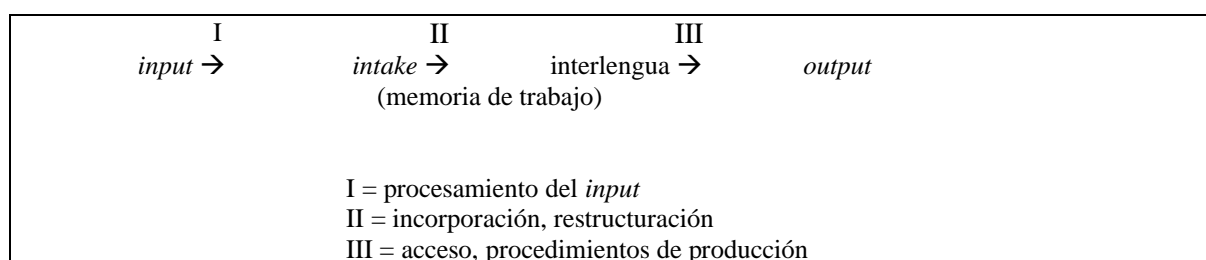 I II III
input → intake → interlengua → output
(memoria de trabajo)
I = procesamiento del input
II = incorporación, restructuración
III = acceso, procedimientos de producción